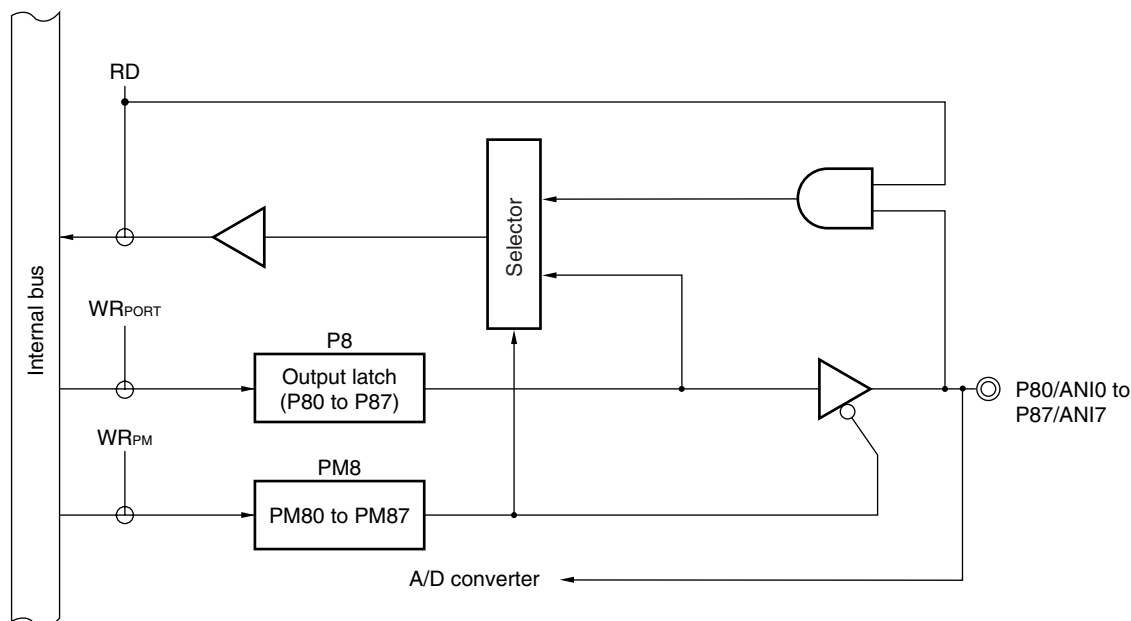 RD
Selector
Internal bus
WRPORT
P8
Output latch
(P80 to P87)
P80/ANI0 to
P87/ANI7
WRPM
PM8
PM80 to PM87
A/D converter